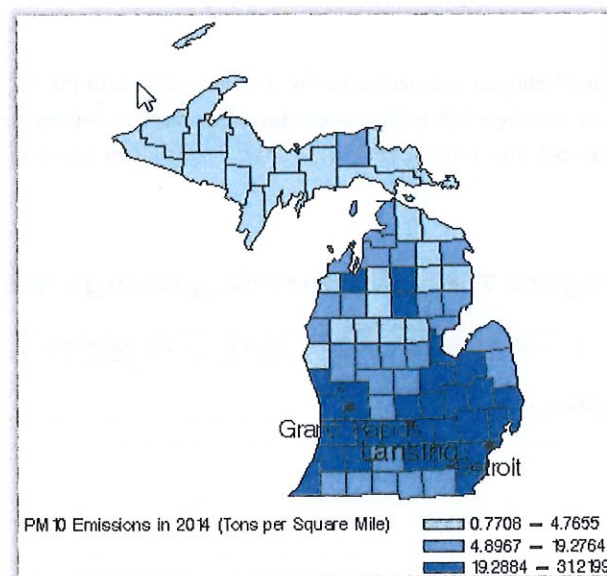 Grand Rapids
Lansing
Detroit
PM10 Emissions in 2014 (Tons per Square Mile)
0.7708 – 4.7655
4.8967 – 19.2764
19.2884 – 312199